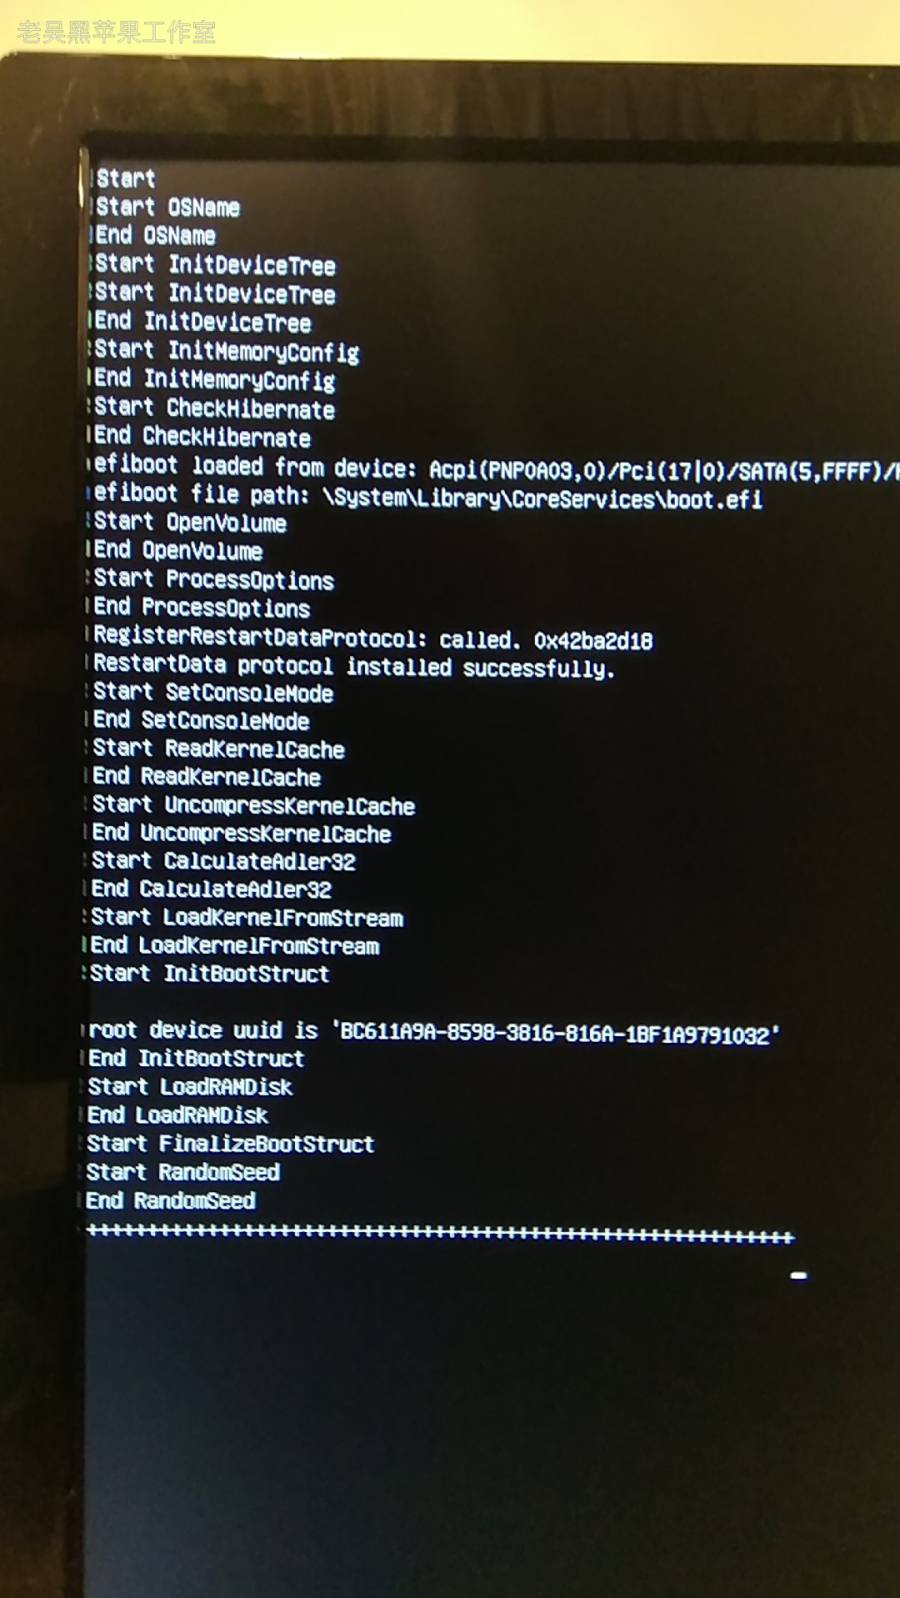 老吴黑苹果工作室
Start
Start OSName
End OSName
Start InitDeviceTree
Start InitDeviceTree
End InitDeviceTree
Start InitMemoryConfig
End InitMemoryConfig
Start CheckHibernate
End CheckHibernate
efiboot loaded from device: Acpi(PNP0A03,0)/Pci(17|0)/SATA(5,FFFF)/
efiboot file path: \System\Library\CoreServices\boot.efi
Start OpenVolume
End OpenVolume
Start ProcessOptions
End ProcessOptions
RegisterRestartDataProtocol: called. 0x42ba2d18
RestartData protocol installed successfully.
Start SetConsoleMode
End SetConsoleMode
Start ReadKernelCache
End ReadKernelCache
Start UncompressKernelCache
End UncompressKernelCache
Start CalculateAdler32
End CalculateAdler32
Start LoadKernelFromStream
End LoadKernelFromStream
Start InitBootStruct
root device uuid is 'BC611A9A-8598-3816-816A-1BF1A9791032'
End InitBootStruct
Start LoadRAMDisk
End LoadRAMDisk
Start FinalizeBootStruct
Start RandomSeed
End RandomSeed
+++++++++++++++++++++++++++++++++++++++++++++++++++++++++++